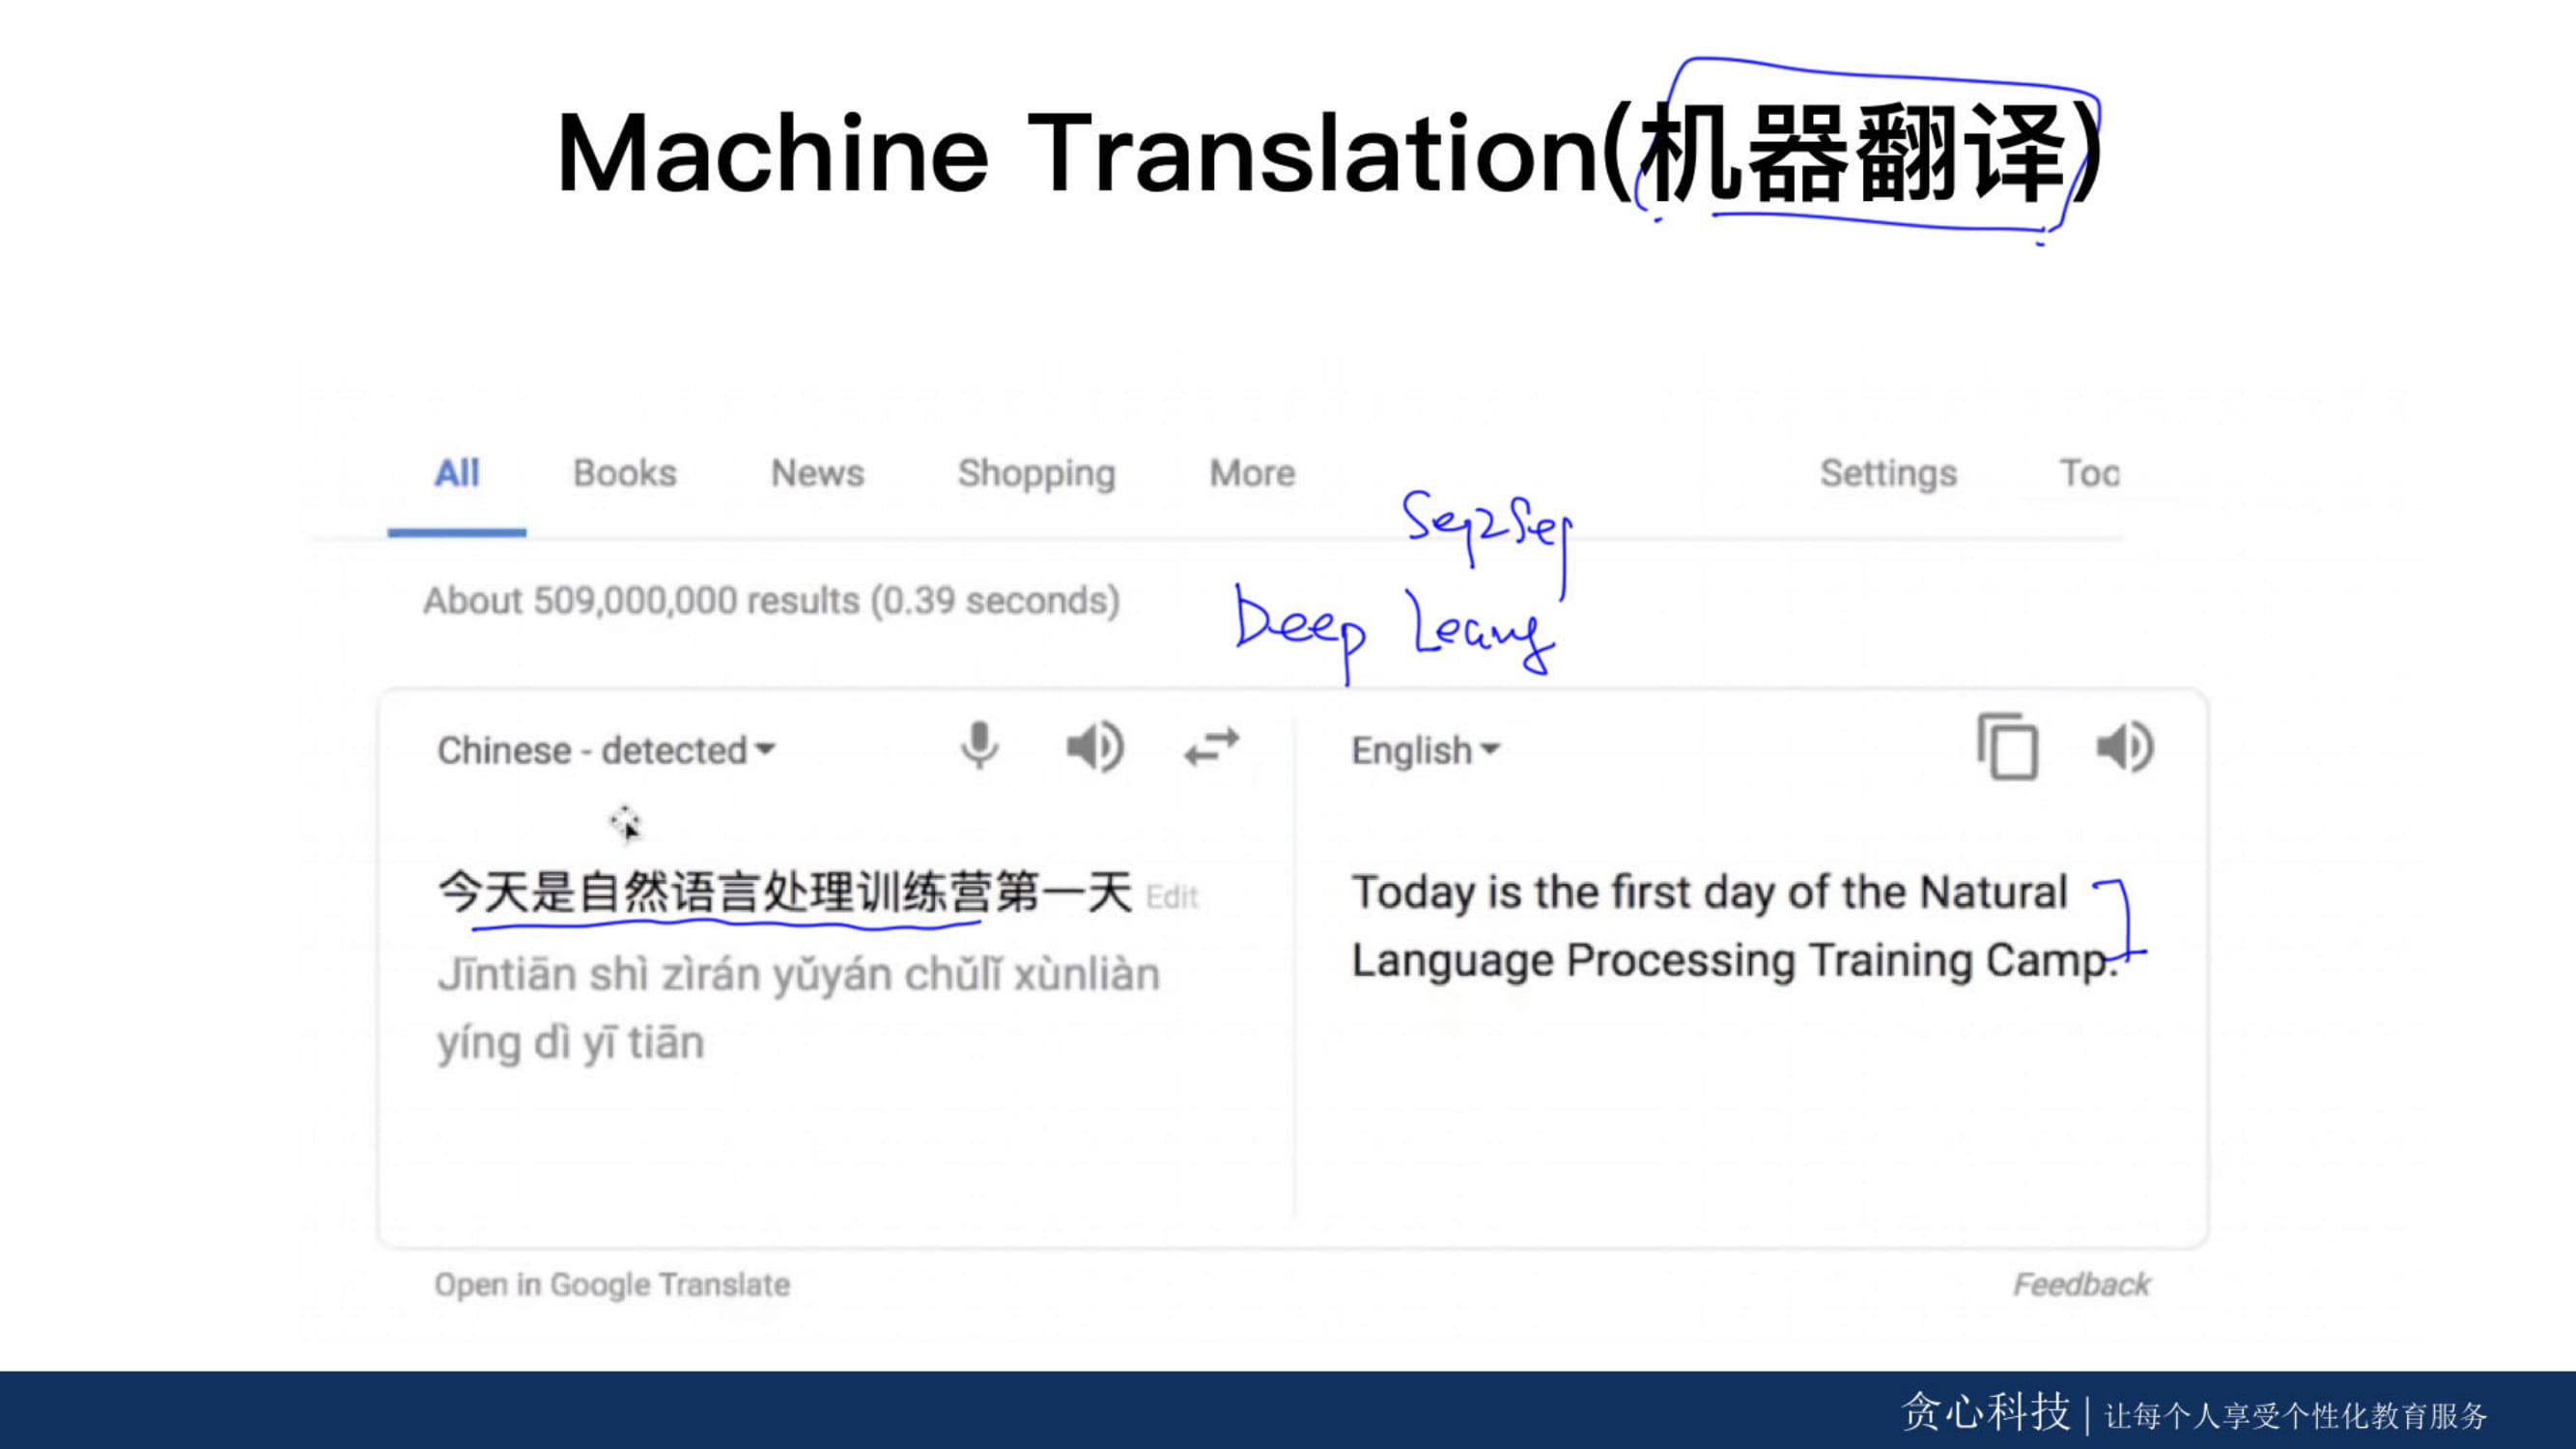 Machine Translation(机器翻译)
All Books News Shopping More Settings Too
Seq2Seq
About 509,000,000 results (0.39 seconds)
Deep Learng
Chinese - detected English
今天是自然语言处理训练营第一天 Edit
Jīntiān shì zìrán yǔyán chǔlǐ xùnliàn
yíng dì yī tiān
Today is the first day of the Natural
Language Processing Training Camp.
Open in Google Translate Feedback
贪心科技 | 让每个人享受个性化教育服务